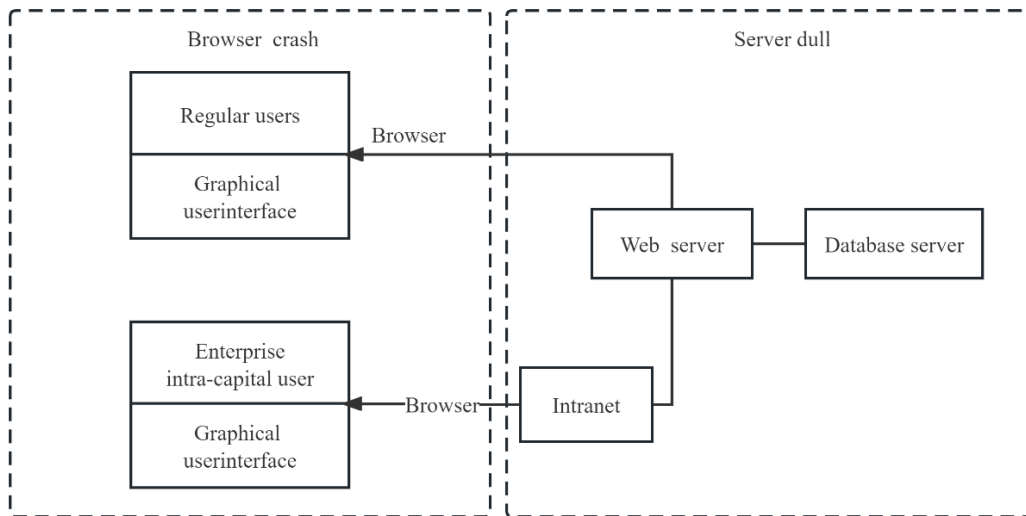 Browser crash
Server dull
Regular users
Browser
Graphical
userinterface
Web server
Database server
Enterprise
intra-capital user
Browser
Intranet
Graphical
userinterface